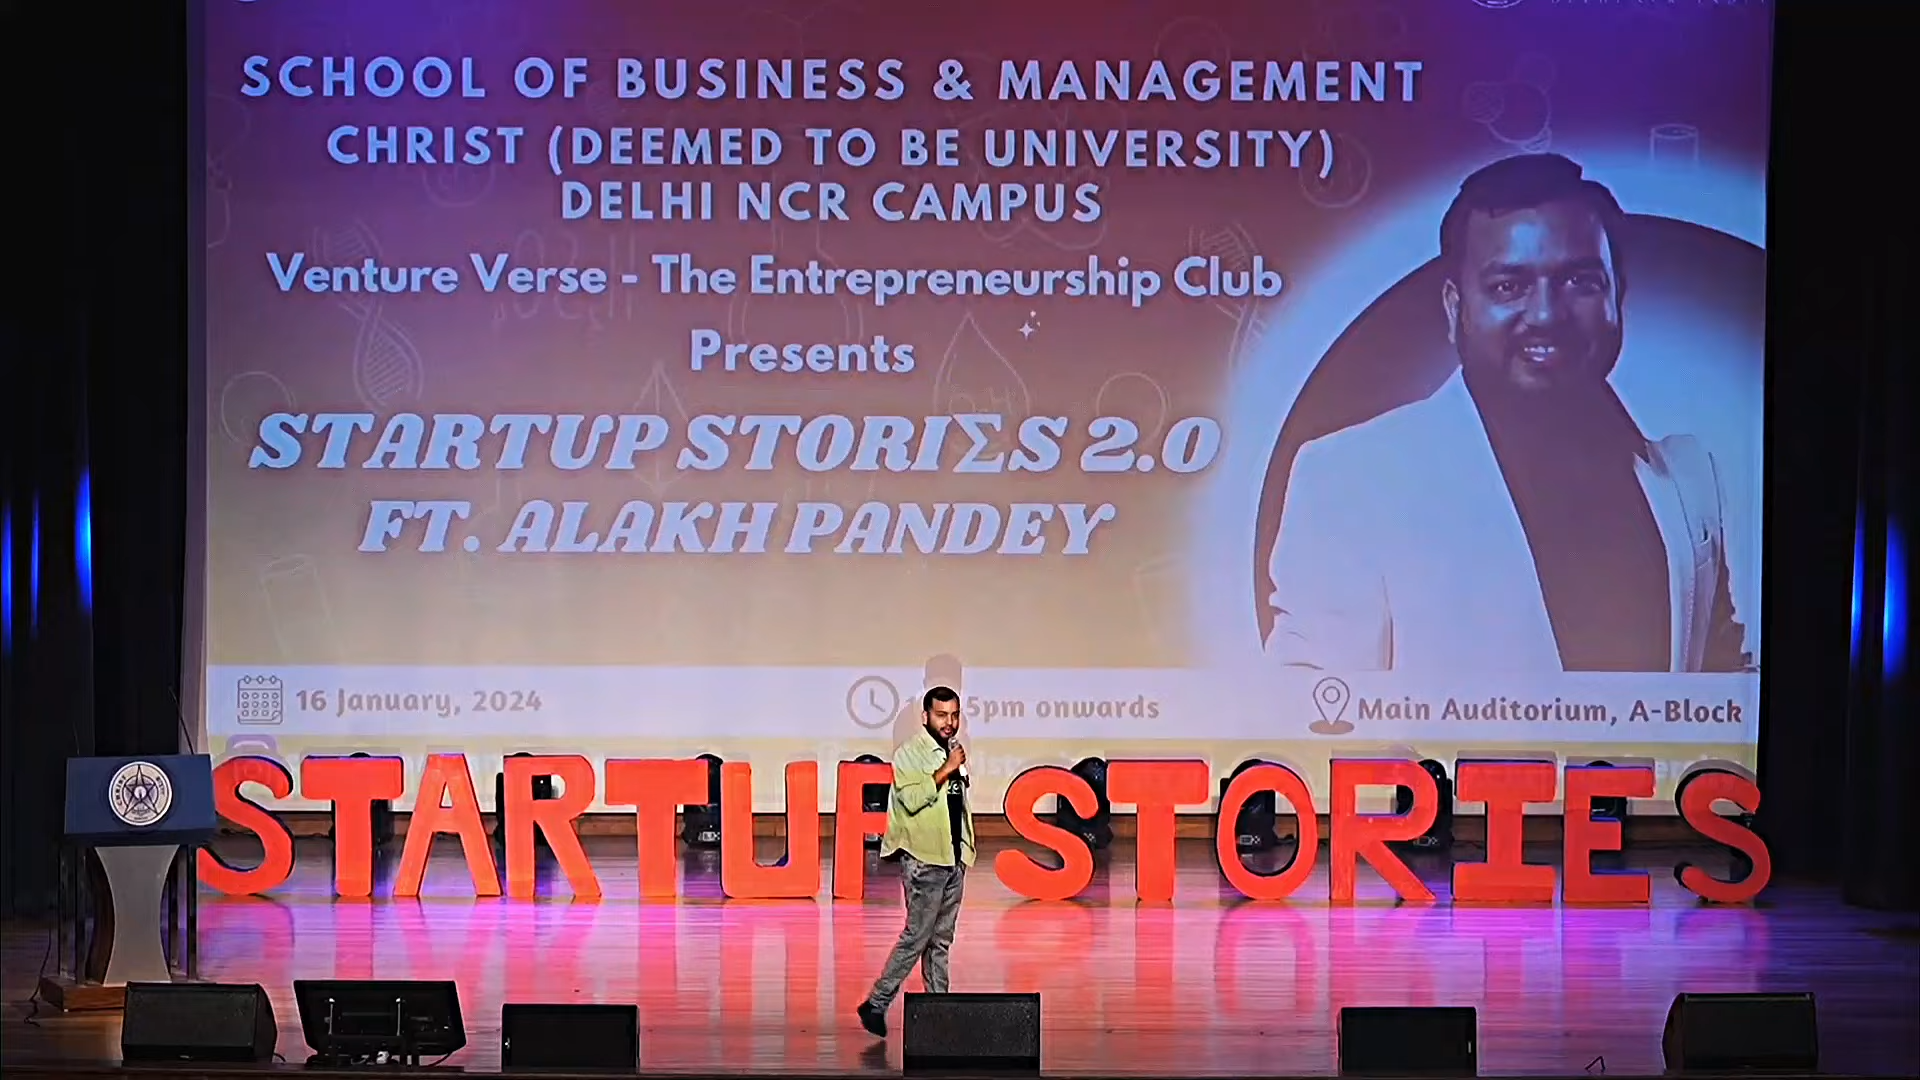 SCHOOL OF BUSINESS & MANAGEMENT
CHRIST (DEEMED TO BE UNIVERSITY)
DELHI NCR CAMPUS
Venture Verse - The Entrepreneurship Club
Presents
STARTUP STORIΣS 2.0
FT. ALAKH PANDEY
16 January, 2024
5pm onwards
Main Auditorium, A-Block
STARTUP STORIES